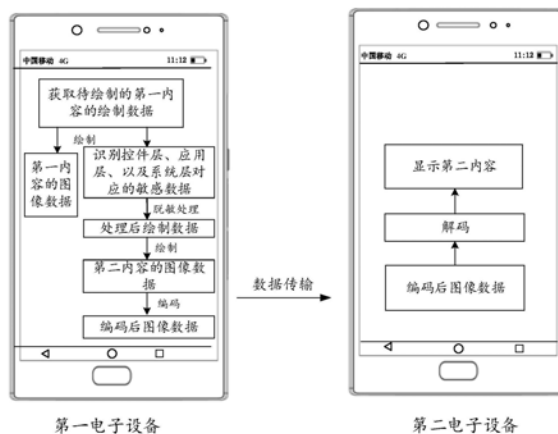 中国移动 4G 11:12
获取待绘制的第一内
容的绘制数据
绘制
第一内
容的图
像数据
识别控件层、应用
层、以及系统层对
应的敏感数据
脱敏处理
处理后绘制数据
绘制
第二内容的图像数
据
编码
编码后图像数据
第一电子设备
数据传输
中国移动 4G 11:12
显示第二内容
解码
编码后图像数据
第二电子设备